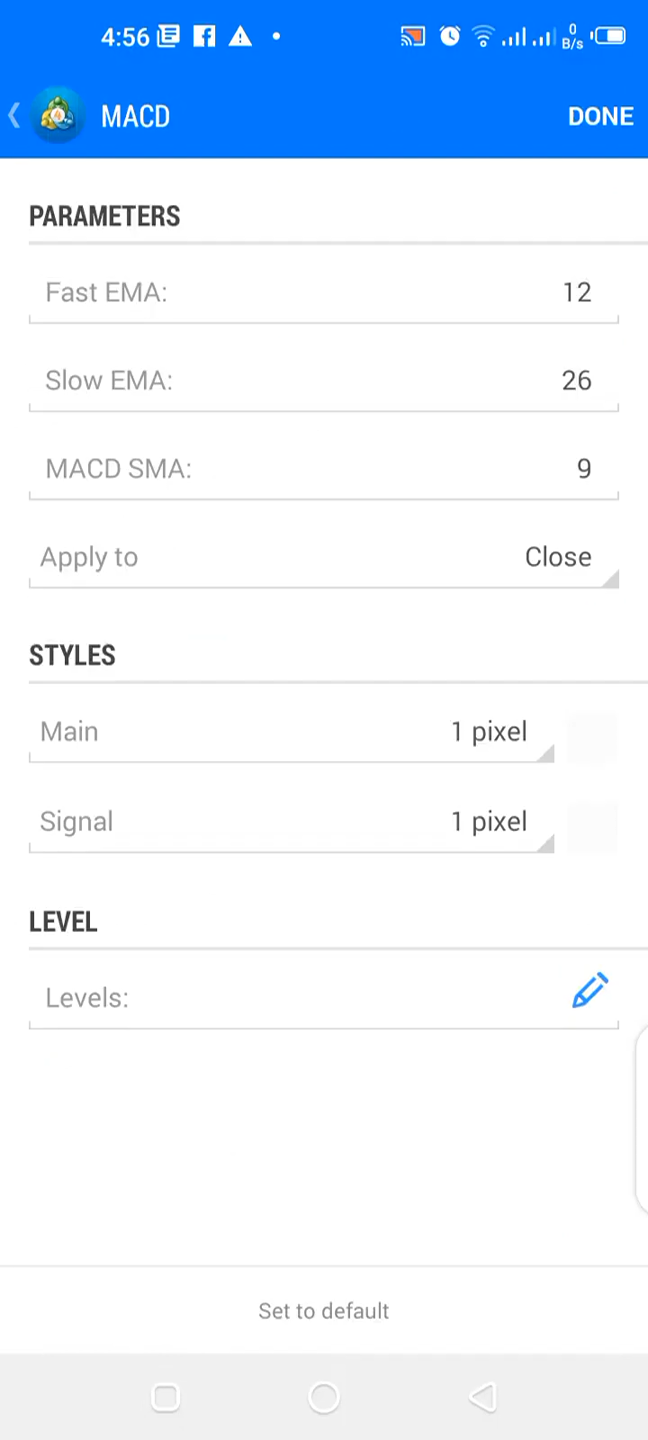 4:56
0
B/s
MACD
DONE
PARAMETERS
Fast EMA: 12
Slow EMA: 26
MACD SMA: 9
Apply to Close
STYLES
Main 1 pixel
Signal 1 pixel
LEVEL
Levels:
Set to default